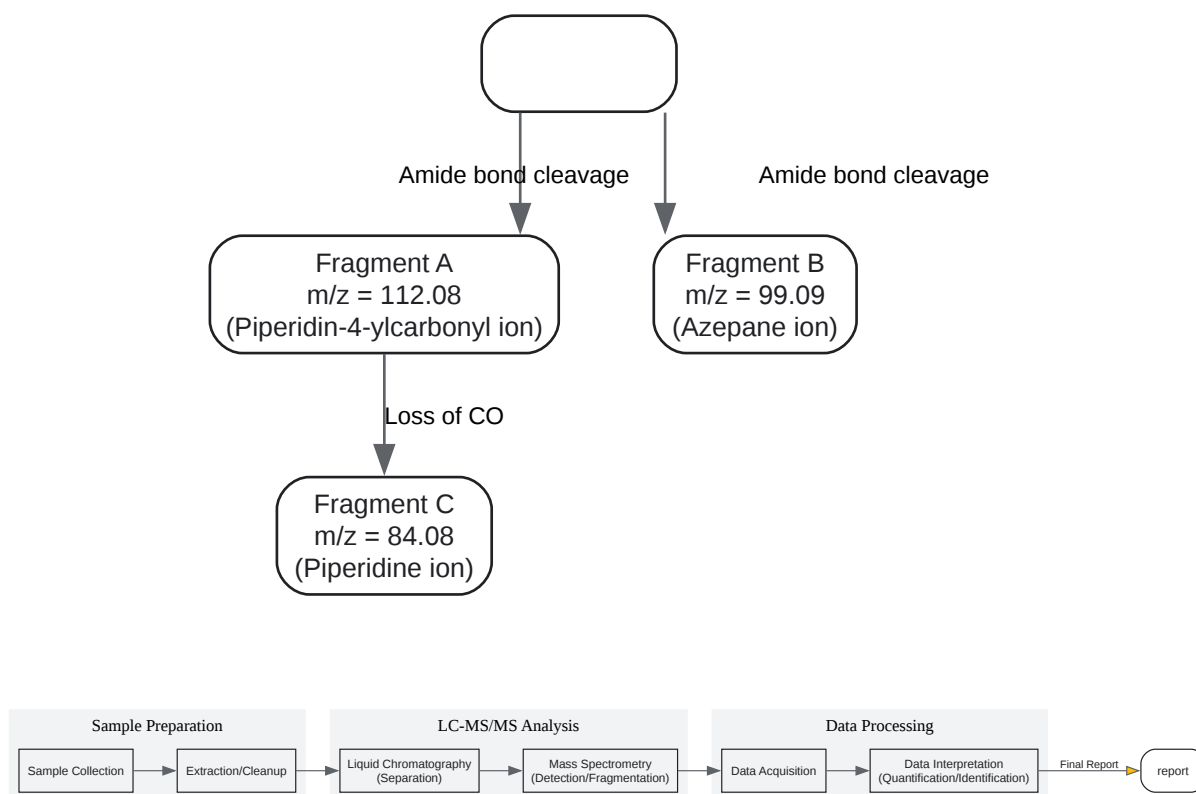 Amide bond cleavage
Amide bond cleavage
Fragment A
m/z = 112.08
(Piperidin-4-ylcarbonyl ion)
Fragment B
m/z = 99.09
(Azepane ion)
Loss of CO
Fragment C
m/z = 84.08
(Piperidine ion)
Sample Preparation
Sample Collection
Extraction/Cleanup
LC-MS/MS Analysis
Liquid Chromatography
(Separation)
Mass Spectrometry
(Detection/Fragmentation)
Data Processing
Data Acquisition
Data Interpretation
(Quantification/Identification)
Final Report
report